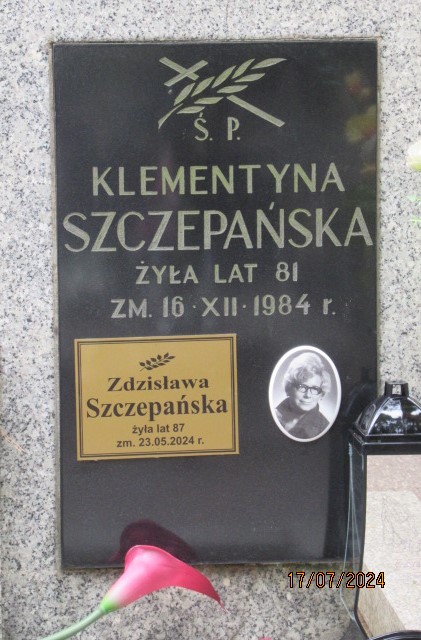 Ś. P.
KLEMENTYNA
SZCZEPAŃSKA
ŻYŁA LAT 81
ZM. 16·XII·1984 r.
Zdzisława
Szczepańska
żyła lat 87
zm. 23.05.2024 r.
17/07/2024